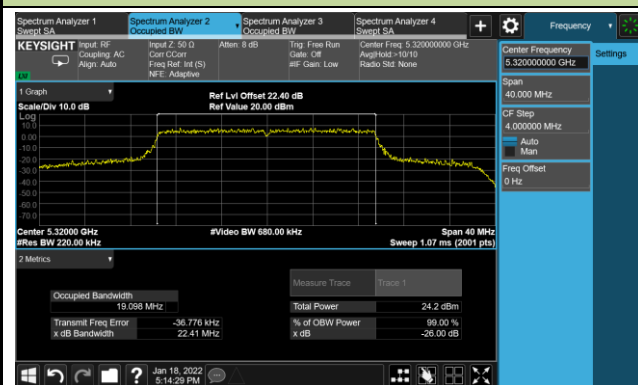 Spectrum Analyzer 1
Swept SA
Spectrum Analyzer 2
Occupied BW
Spectrum Analyzer 3
Occupied BW
Spectrum Analyzer 4
Swept SA
Frequency
KEYSIGHT
Input: RF
Coupling: AC
Align: Auto
Input Z: 50 Ω
Corr CCorr
Freq Ref: Int (S)
NFE: Adaptive
Atten: 8 dB
Trig: Free Run
Gate: Off
#IF Gain: Low
Center Freq: 5.320000000 GHz
Avg|Hold:>10/10
Radio Std: None
Center Frequency
5.320000000 GHz
Settings
Span
40.000 MHz
CF Step
4.000000 MHz
Auto
Man
Freq Offset
0 Hz
1 Graph
Scale/Div 10.0 dB
Ref Lvl Offset 22.40 dB
Ref Value 20.00 dBm
Log
10.0
0.00
-10.0
-20.0
-30.0
-40.0
-50.0
-60.0
-70.0
Center 5.32000 GHz
#Res BW 220.00 kHz
#Video BW 680.00 kHz
Span 40 MHz
Sweep 1.07 ms (2001 pts)
2 Metrics
Measure Trace
Trace 1
Occupied Bandwidth
19.098 MHz
Total Power
24.2 dBm
Transmit Freq Error
-36.776 kHz
% of OBW Power
99.00 %
x dB Bandwidth
22.41 MHz
x dB
-26.00 dB
Jan 18, 2022
5:14:29 PM